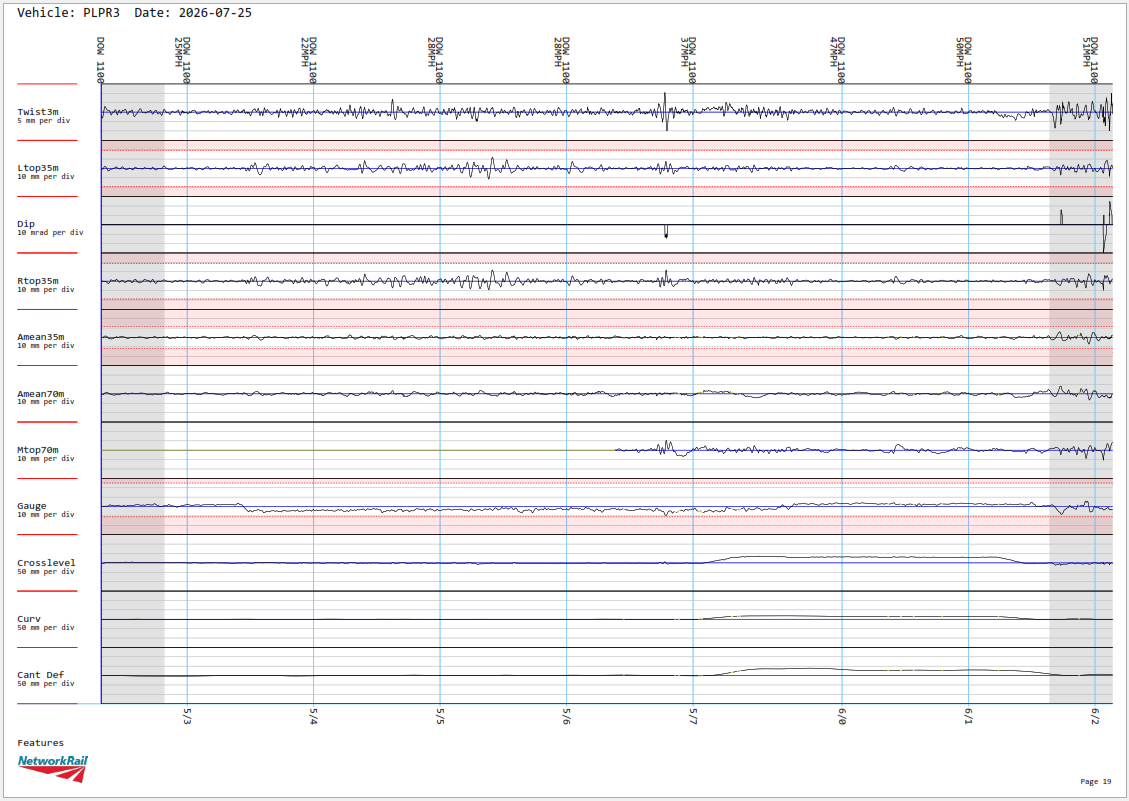 Vehicle: PLPR3  Date: 2026-07-25
DOW 1100
DOW 1100
25MPH
DOW 1100
22MPH
DOW 1100
28MPH
DOW 1100
28MPH
DOW 1100
37MPH
DOW 1100
47MPH
DOW 1100
50MPH
DOW 1100
51MPH
Twist3m
5 mm per div
Ltop35m
10 mm per div
Dip
10 mrad per div
Rtop35m
10 mm per div
Amean35m
10 mm per div
Amean70m
10 mm per div
Mtop70m
10 mm per div
Gauge
10 mm per div
Crosslevel
50 mm per div
Curv
50 mm per div
Cant Def
50 mm per div
5/3
5/4
5/5
5/6
5/7
6/0
6/1
6/2
Features
NetworkRail
Page 19